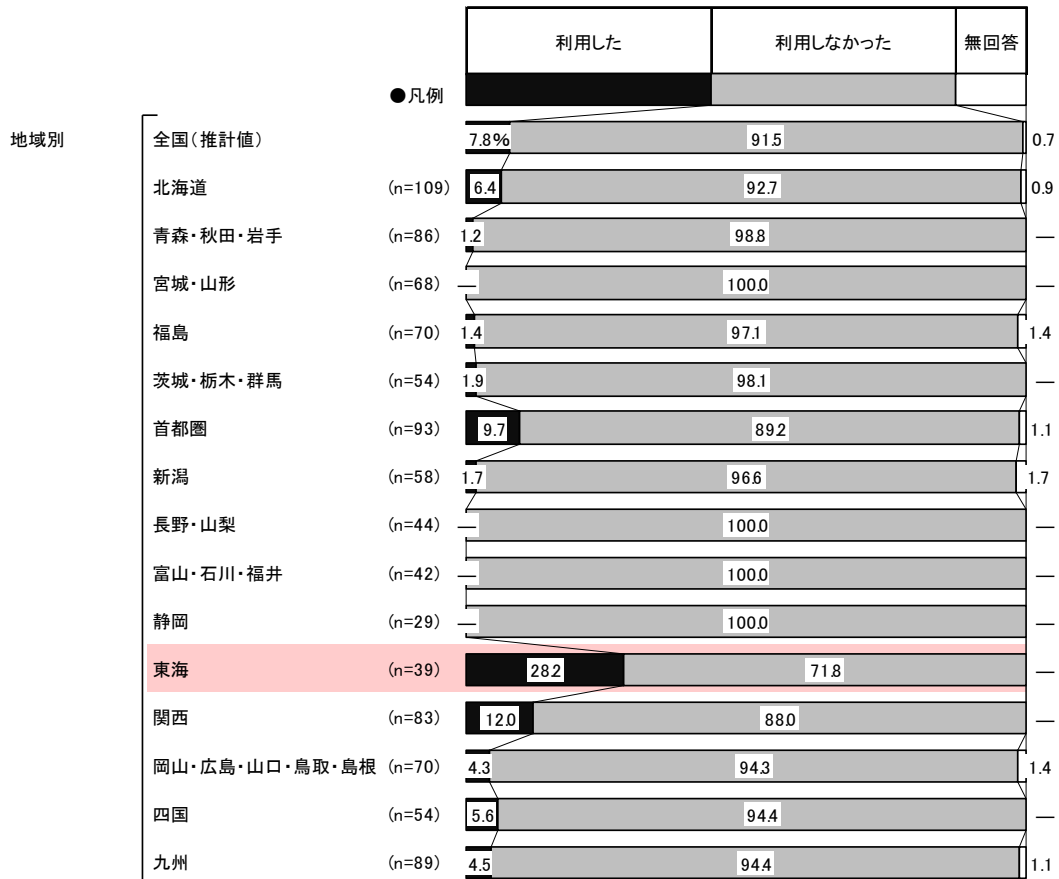 利用した 利用しなかった 無回答
●凡例
地域別 全国(推計値) 7.8% 91.5 0.7
北海道 (n=109) 6.4 92.7 0.9
青森・秋田・岩手 (n=86) 1.2 98.8 —
宮城・山形 (n=68) — 100.0 —
福島 (n=70) 1.4 97.1 1.4
茨城・栃木・群馬 (n=54) 1.9 98.1 —
首都圏 (n=93) 9.7 89.2 1.1
新潟 (n=58) 1.7 96.6 1.7
長野・山梨 (n=44) — 100.0 —
富山・石川・福井 (n=42) — 100.0 —
静岡 (n=29) — 100.0 —
東海 (n=39) 28.2 71.8 —
関西 (n=83) 12.0 88.0 —
岡山・広島・山口・鳥取・島根 (n=70) 4.3 94.3 1.4
四国 (n=54) 5.6 94.4 —
九州 (n=89) 4.5 94.4 1.1